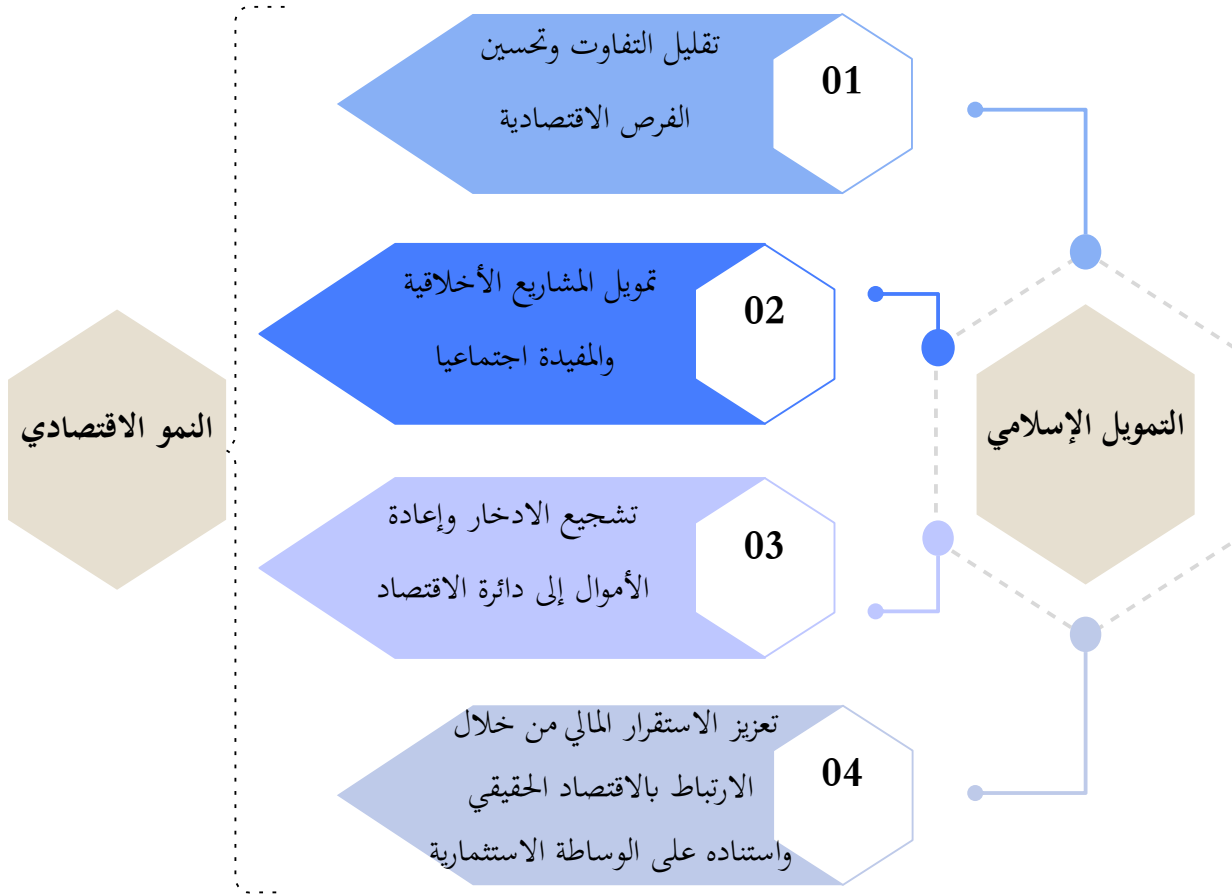 التمويل الإسلامي
01
تقليل التفاوت وتحسين
الفرص الاقتصادية
02
تمويل المشاريع الأخلاقية
والمفيدة اجتماعيا
03
تشجيع الادخار وإعادة
الأموال إلى دائرة الاقتصاد
04
تعزيز الاستقرار المالي من خلال
الارتباط بالاقتصاد الحقيقي
واستناده على الوساطة الاستثمارية
النمو الاقتصادي